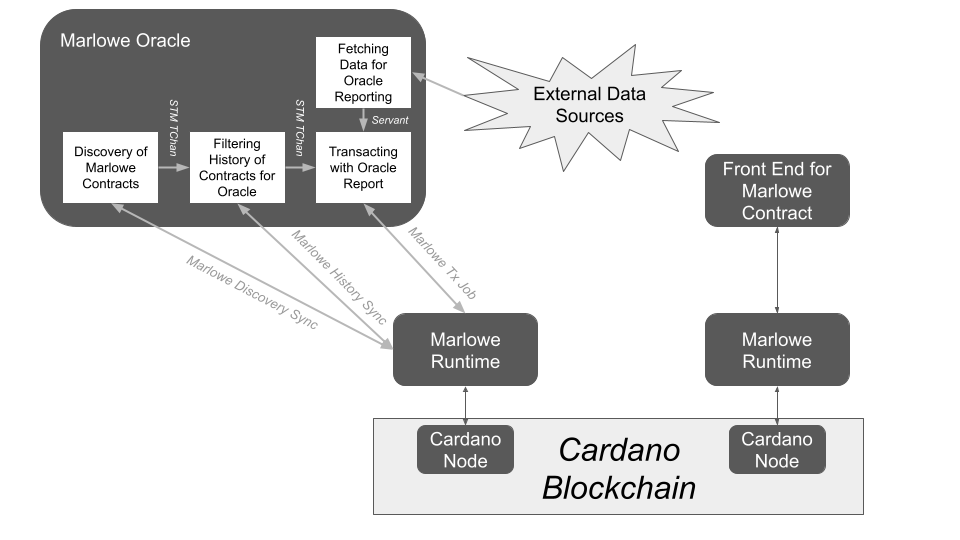 Marlowe Oracle
Fetching
Data for
Oracle
Reporting
External Data
Sources
STM TChan
STM TChan
Servant
Discovery of
Marlowe
Contracts
Filtering
History of
Contracts for
Oracle
Transacting
with Oracle
Report
Front End for
Marlowe
Contract
Marlowe Discovery Sync
Marlowe History Sync
Marlowe Tx Job
Marlowe
Runtime
Marlowe
Runtime
Cardano
Node
Cardano
Blockchain
Cardano
Node